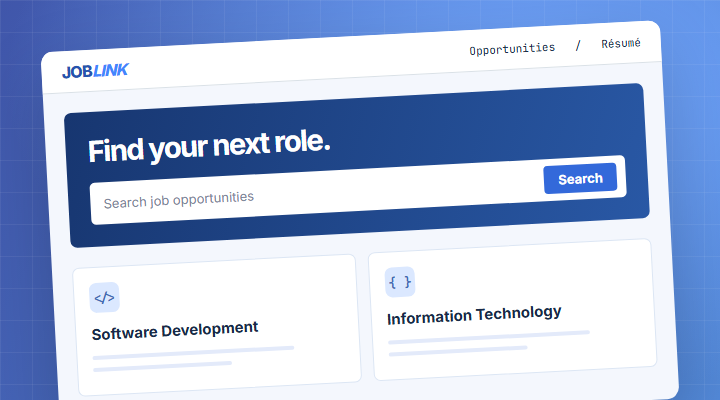 JOBLINK
Opportunities / Résumé
Find your next role.
Search job opportunities
Search
</>
Software Development
{ }
Information Technology